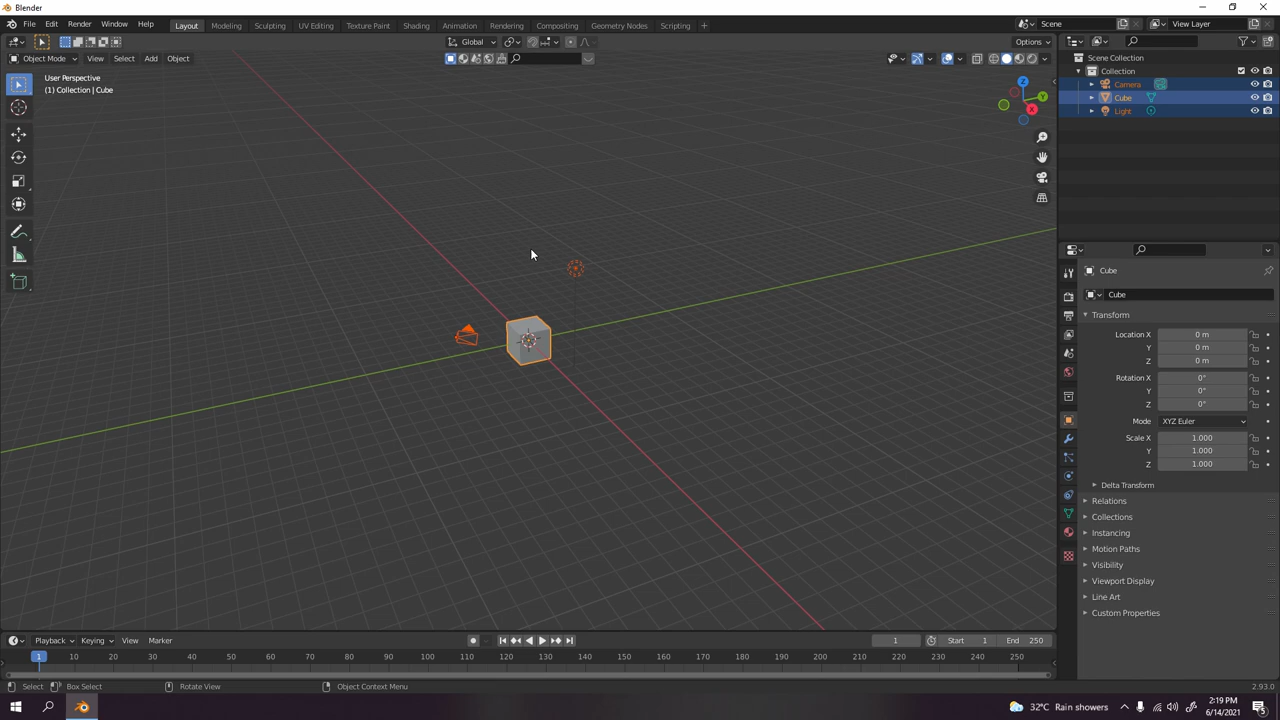 Blender
File Edit Render Window Help
Layout Modeling Sculpting UV Editing Texture Paint Shading Animation Rendering Compositing Geometry Nodes Scripting +
Scene
View Layer
Global
Options
Object Mode View Select Add Object
User Perspective
(1) Collection | Cube
Z
Y
X
Scene Collection
Collection
Camera
Cube
Light
Cube
Cube
Transform
Location X 0 m
Y 0 m
Z 0 m
Rotation X 0°
Y 0°
Z 0°
Mode XYZ Euler
Scale X 1.000
Y 1.000
Z 1.000
Delta Transform
Relations
Collections
Instancing
Motion Paths
Visibility
Viewport Display
Line Art
Custom Properties
Playback Keying View Marker
1 Start 1 End 250
1 10 20 30 40 50 60 70 80 90 100 110 120 130 140 150 160 170 180 190 200 210 220 230 240 250
Select Box Select Rotate View Object Context Menu 2.93.0
32°C Rain showers
2:19 PM
6/14/2021
5